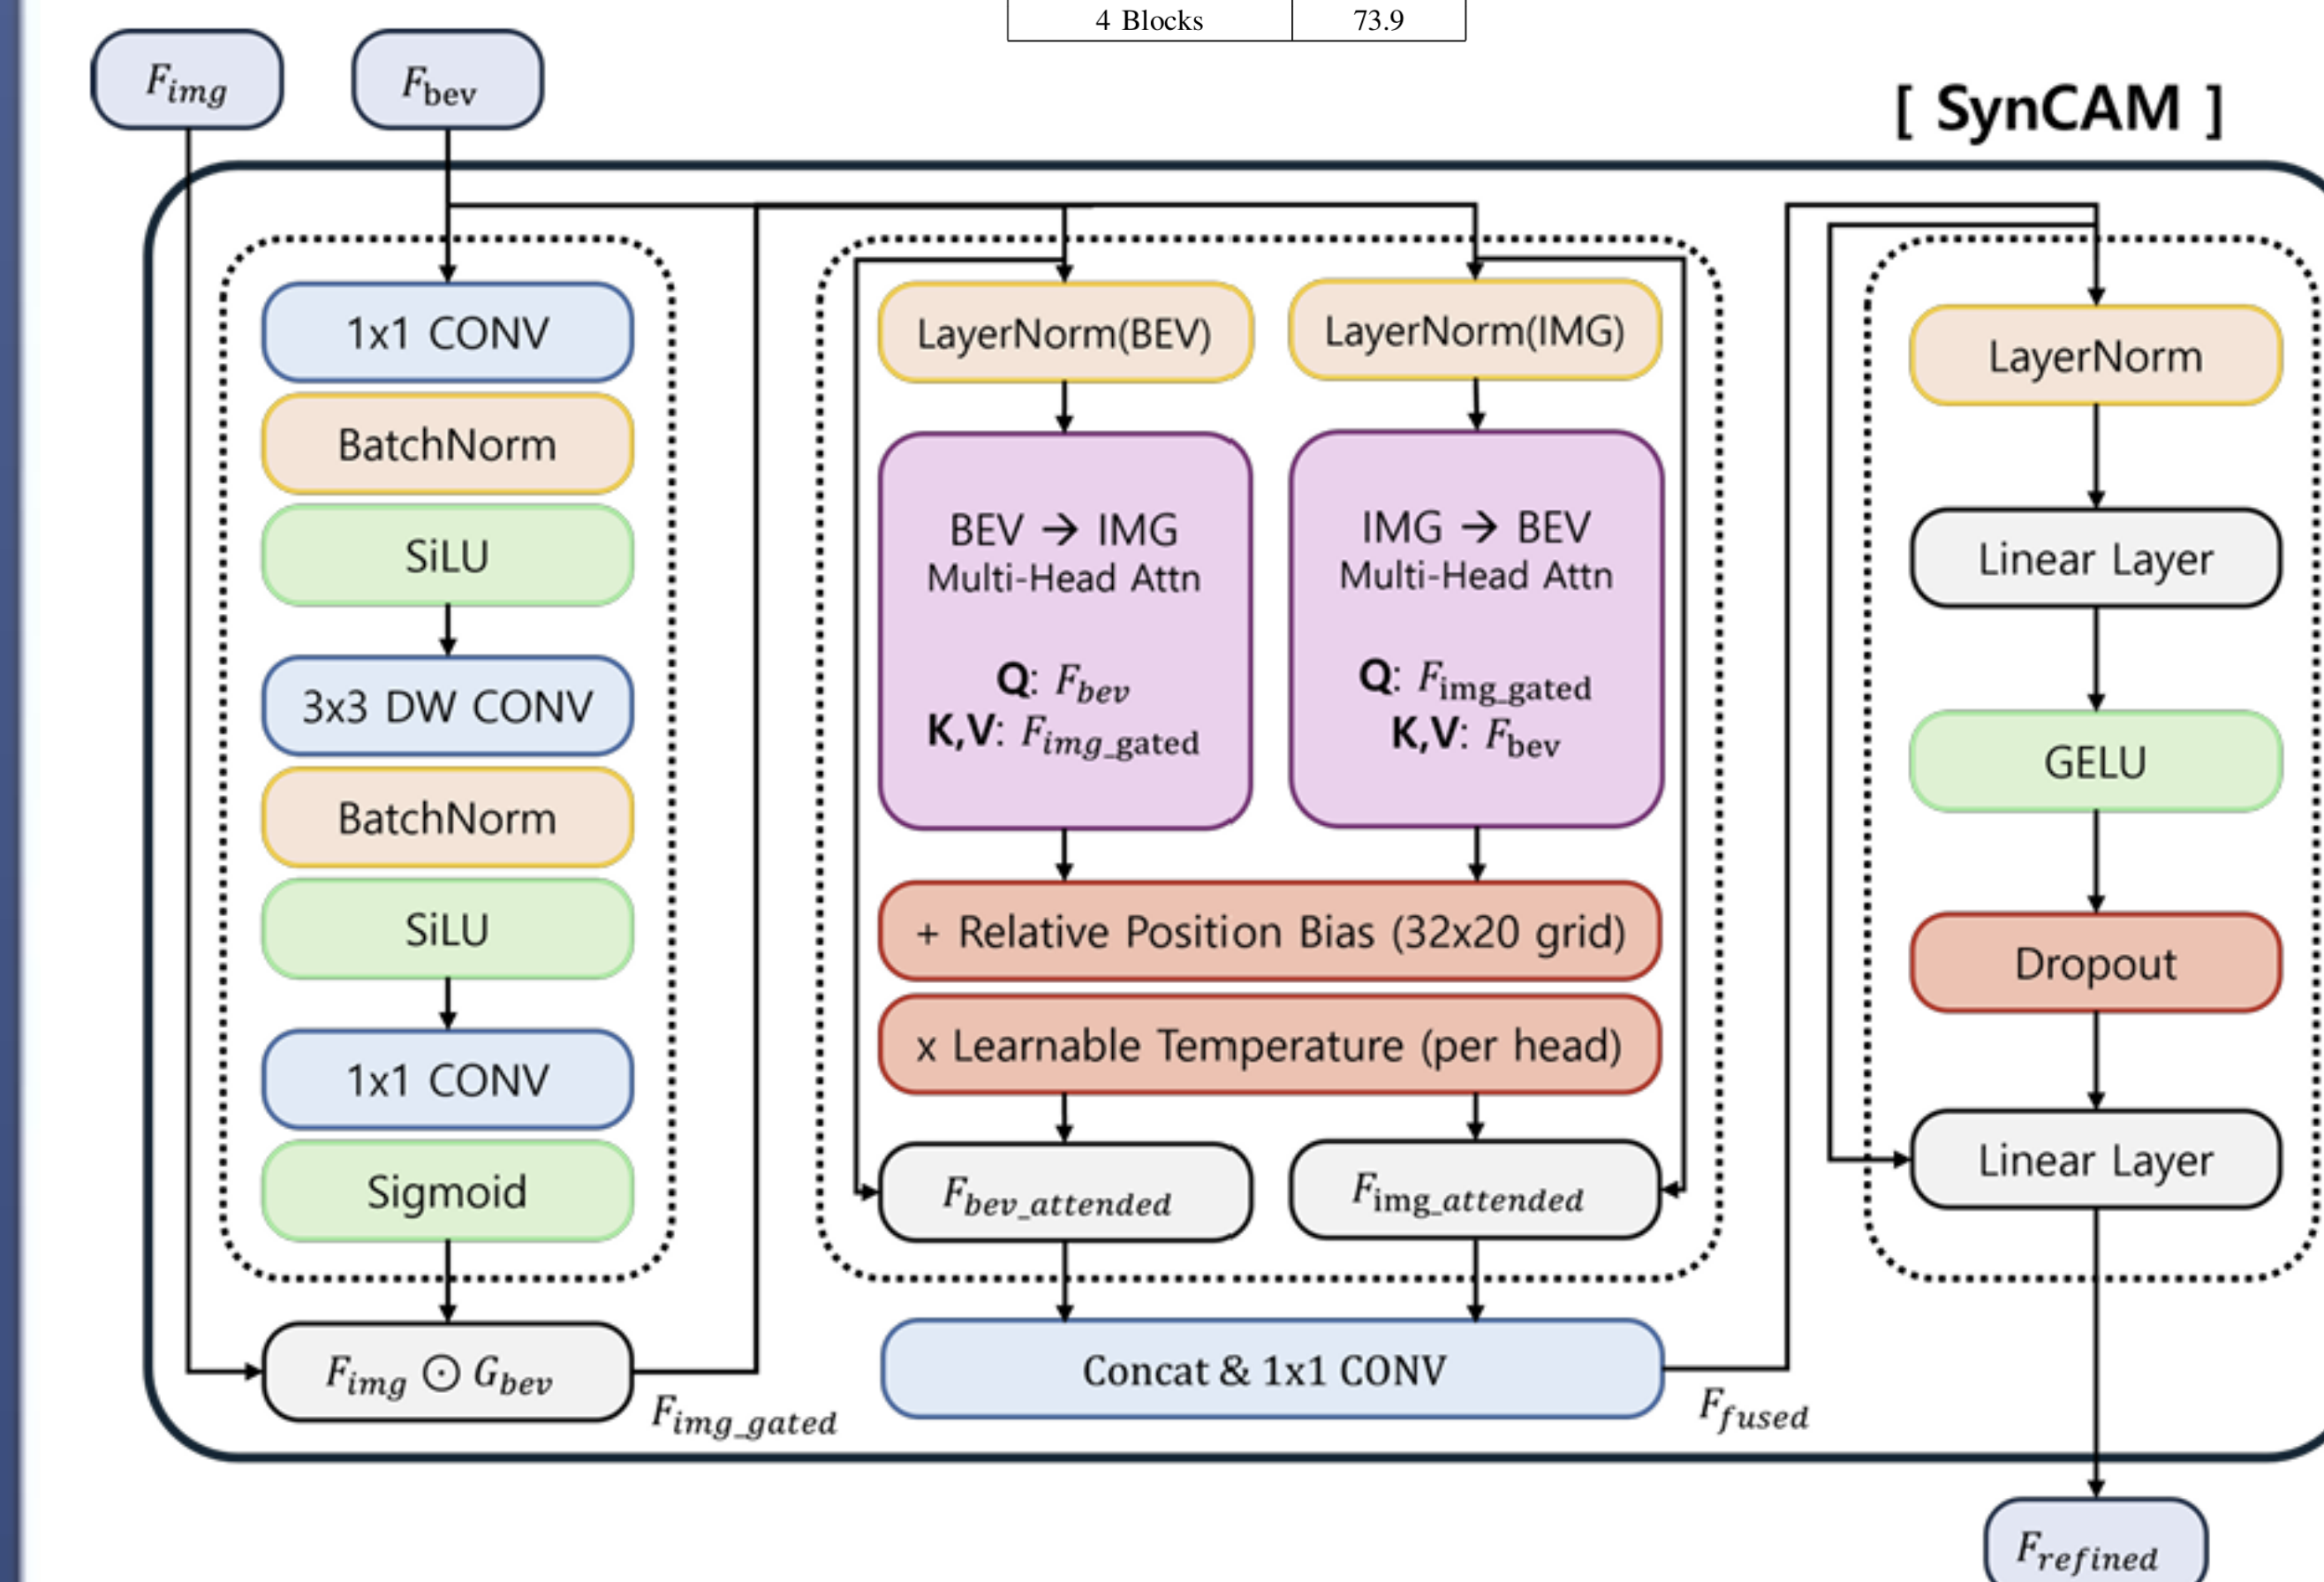 4 Blocks 73.9
F_img
F_bev
[ SynCAM ]
1x1 CONV
BatchNorm
SiLU
3x3 DW CONV
BatchNorm
SiLU
1x1 CONV
Sigmoid
F_img ⊙ G_bev
F_img_gated
LayerNorm(BEV)
BEV → IMG
Multi-Head Attn
Q: F_bev
K,V: F_img_gated
LayerNorm(IMG)
IMG → BEV
Multi-Head Attn
Q: F_img_gated
K,V: F_bev
+ Relative Position Bias (32x20 grid)
x Learnable Temperature (per head)
F_bev_attended
F_img_attended
Concat & 1x1 CONV
F_fused
LayerNorm
Linear Layer
GELU
Dropout
Linear Layer
F_refined